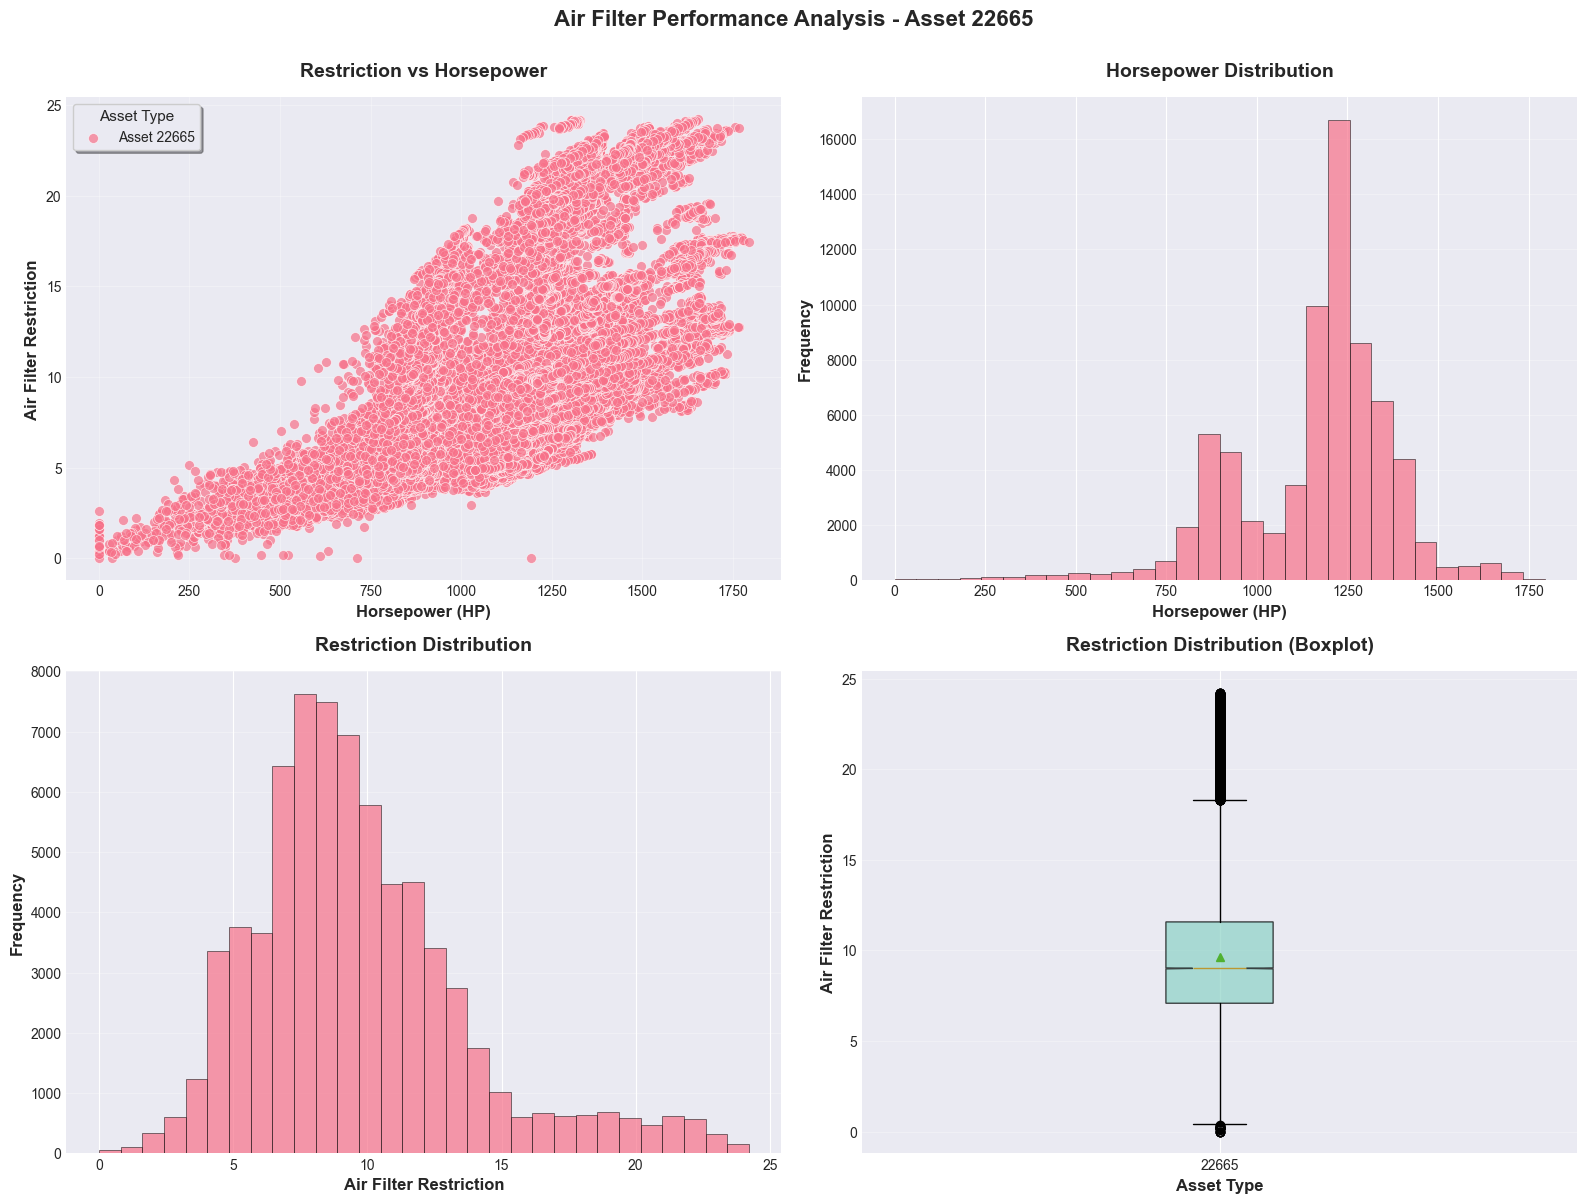 Air Filter Performance Analysis - Asset 22665
Restriction vs Horsepower
Asset Type
Asset 22665
25
20
15
10
5
0
Air Filter Restriction
0 250 500 750 1000 1250 1500 1750
Horsepower (HP)
Horsepower Distribution
16000
14000
12000
10000
8000
6000
4000
2000
0
Frequency
0 250 500 750 1000 1250 1500 1750
Horsepower (HP)
Restriction Distribution
8000
7000
6000
5000
4000
3000
2000
1000
0
Frequency
0 5 10 15 20 25
Air Filter Restriction
Restriction Distribution (Boxplot)
25
20
15
10
5
0
Air Filter Restriction
22665
Asset Type